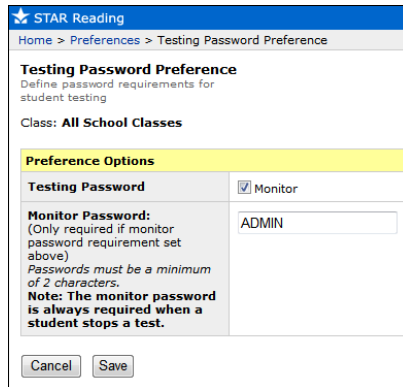 STAR Reading
Home > Preferences > Testing Password Preference
Testing Password Preference
Define password requirements for
student testing
Class: All School Classes
Preference Options
Testing Password
Monitor
Monitor Password:
(Only required if monitor
password requirement set
above)
Passwords must be a minimum
of 2 characters.
Note: The monitor password
is always required when a
student stops a test.
ADMIN
Cancel Save